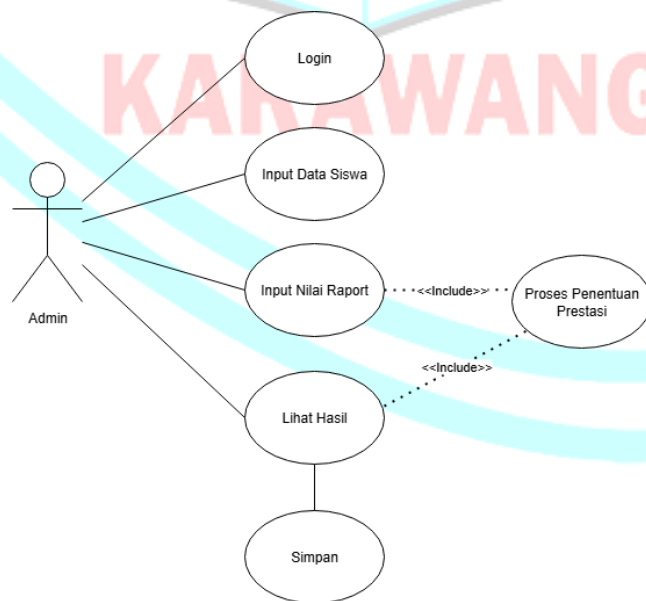 KARAWANG
Login
Input Data Siswa
Input Nilai Raport
<<Include>>
Proses Penentuan
Prestasi
Admin
<<Include>>
Lihat Hasil
Simpan